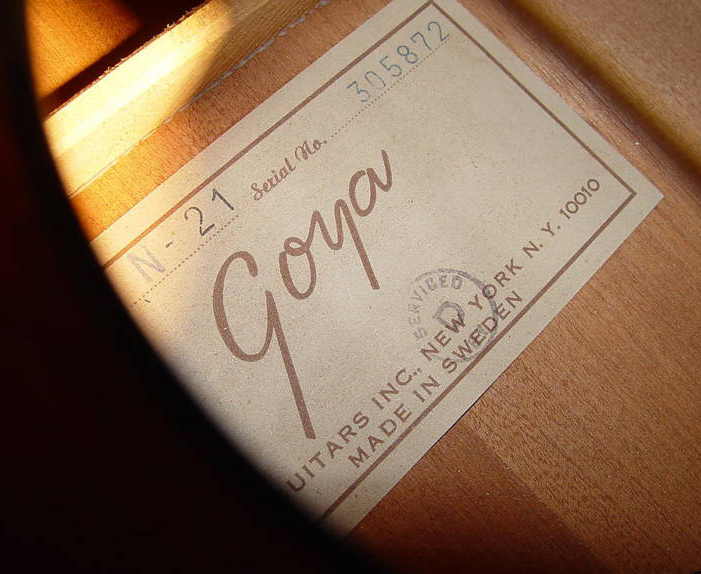 N-21 Serial No. 305872
Goya
SERVICED
D
UITARS INC., NEW YORK N. Y. 10010
MADE IN SWEDEN